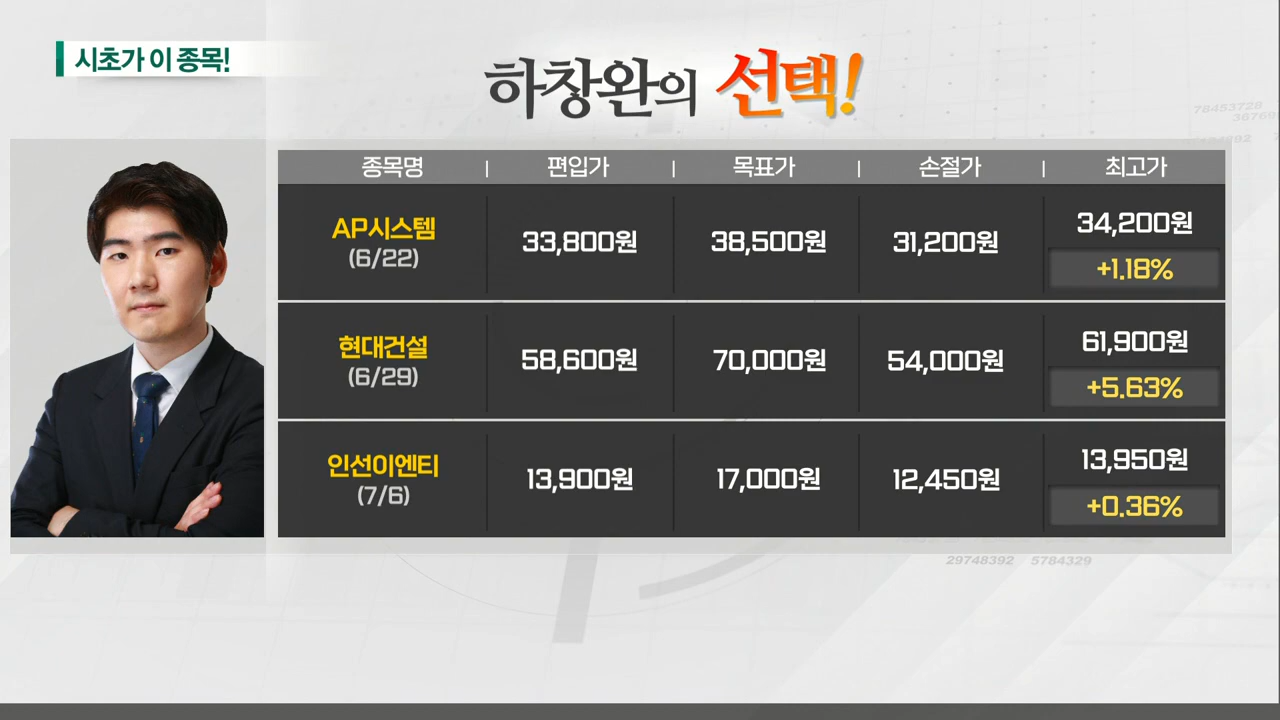 시초가 이 종목!
하창완의 선택!
종목명 | 편입가 | 목표가 | 손절가 | 최고가
AP시스템 33,800원 38,500원 31,200원 34,200원
(6/22) +1.18%
현대건설 58,600원 70,000원 54,000원 61,900원
(6/29) +5.63%
인선이엔티 13,900원 17,000원 12,450원 13,950원
(7/6) +0.36%
78453729
29748392 5784329